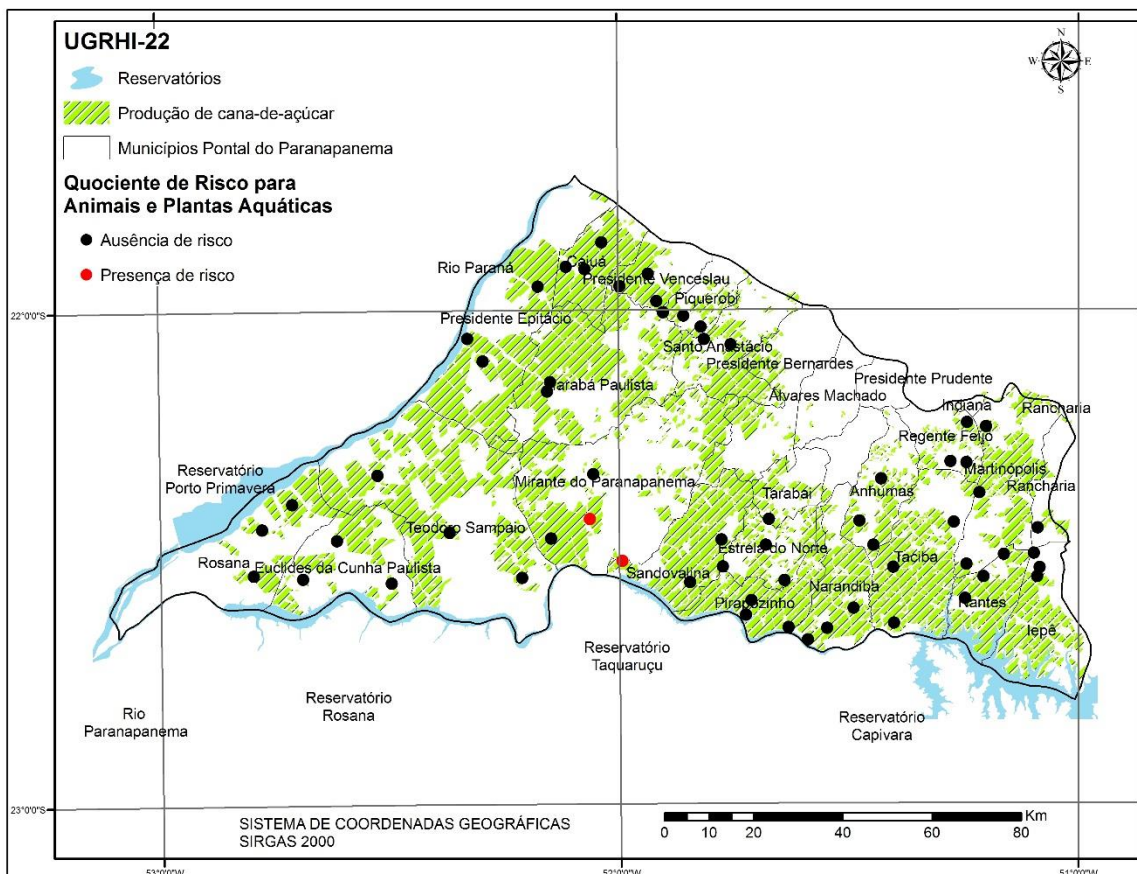 UGRHI-22
Reservatórios
Produção de cana-de-açúcar
Municípios Pontal do Paranapanema
Quociente de Risco para
Animais e Plantas Aquáticas
Ausência de risco
Presença de risco
N
W
E
S
Rio Paraná
Caiuá
Presidente Venceslau
Piquerobi
22°0'0"S
Presidente Epitácio
Santo Anastácio
Presidente Bernardes
Marabá Paulista
Presidente Prudente
Álvares Machado
Indiana
Rancharia
Regente Feijó
Reservatório
Porto Primavera
Mirante do Paranapanema
Martinópolis
Tarabai
Anhumas
Rancharia
Teodoro Sampaio
Estrela do Norte
Taciba
Rosana
Euclides da Cunha Paulista
Sandovalina
Narandiba
Pirapozinho
Nantes
Iepê
Reservatório
Taquaruçu
Reservatório
Rosana
Rio
Paranapanema
Reservatório
Capivara
23°0'0"S
SISTEMA DE COORDENADAS GEOGRÁFICAS
SIRGAS 2000
Km
0 10 20 40 60 80
53°0'0"W
52°0'0"W
51°0'0"W